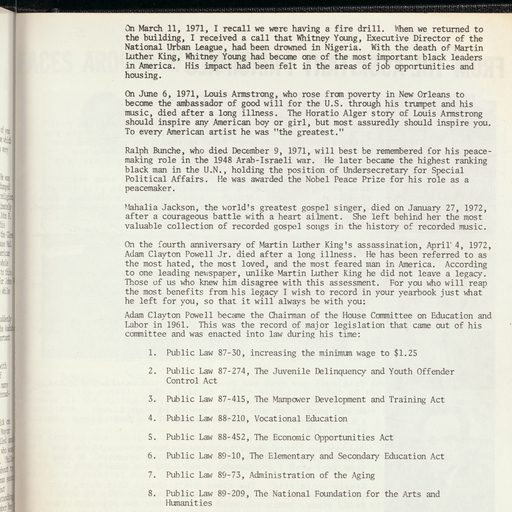 On March 11, 1971, I recall we were having a fire drill. When we returned to
the building, I received a call that Whitney Young, Executive Director of the
National Urban League, had been drowned in Nigeria. With the death of Martin
Luther King, Whitney Young had become one of the most important black leaders
in America. His impact had been felt in the areas of job opportunities and
housing.
On June 6, 1971, Louis Armstrong, who rose from poverty in New Orleans to
become the ambassador of good will for the U.S. through his trumpet and his
music, died after a long illness. The Horatio Alger story of Louis Armstrong
should inspire any American boy or girl, but most assuredly should inspire you.
To every American artist he was "the greatest."
Ralph Bunche, who died December 9, 1971, will best be remembered for his peace-
making role in the 1948 Arab-Israeli war. He later became the highest ranking
black man in the U.N., holding the position of Undersecretary for Special
Political Affairs. He was awarded the Nobel Peace Prize for his role as a
peacemaker.
Mahalia Jackson, the world's greatest gospel singer, died on January 27, 1972,
after a courageous battle with a heart ailment. She left behind her the most
valuable collection of recorded gospel songs in the history of recorded music.
On the fourth anniversary of Martin Luther King's assassination, April 4, 1972,
Adam Clayton Powell Jr. died after a long illness. He has been referred to as
the most hated, the most loved, and the most feared man in America. According
to one leading newspaper, unlike Martin Luther King he did not leave a legacy.
Those of us who knew him disagree with this assessment. For you who will reap
the most benefits from his legacy I wish to record in your yearbook just what
he left for you, so that it will always be with you:
Adam Clayton Powell became the Chairman of the House Committee on Education and
Labor in 1961. This was the record of major legislation that came out of his
committee and was enacted into law during his time:
1. Public Law 87-30, increasing the minimum wage to $1.25
2. Public Law 87-274, The Juvenile Delinquency and Youth Offender
Control Act
3. Public Law 87-415, The Manpower Development and Training Act
4. Public Law 88-210, Vocational Education
5. Public Law 88-452, The Economic Opportunities Act
6. Public Law 89-10, The Elementary and Secondary Education Act
7. Public Law 89-73, Administration of the Aging
8. Public Law 89-209, The National Foundation for the Arts and
Humanities